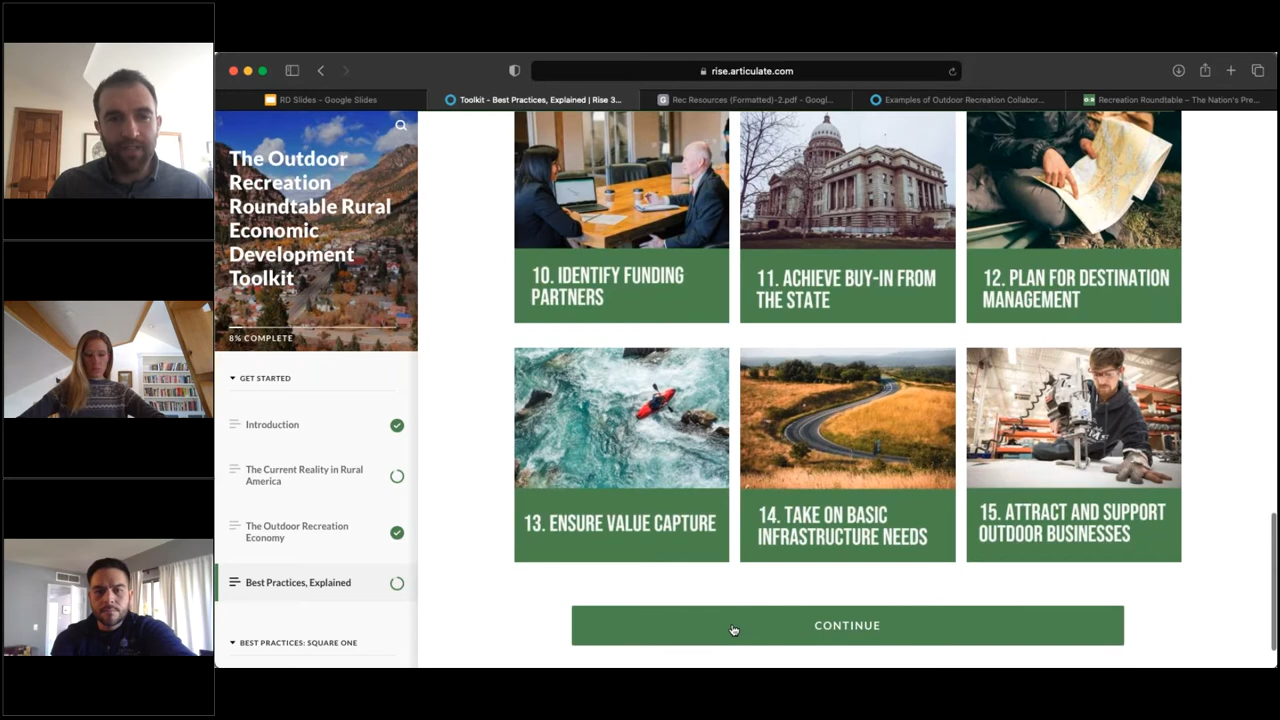 rise.articulate.com
RD Slides - Google Slides
Toolkit - Best Practices, Explained | Rise 3...
Rec Resources (Formatted)-2.pdf - Googl...
Examples of Outdoor Recreation Collabor...
Recreation Roundtable – The Nation's Pre...
The Outdoor
Recreation
Roundtable Rural
Economic
Development
Toolkit
8% COMPLETE
GET STARTED
Introduction
The Current Reality in Rural
America
The Outdoor Recreation
Economy
Best Practices, Explained
BEST PRACTICES: SQUARE ONE
10. IDENTIFY FUNDING
PARTNERS
11. ACHIEVE BUY-IN FROM
THE STATE
12. PLAN FOR DESTINATION
MANAGEMENT
13. ENSURE VALUE CAPTURE
14. TAKE ON BASIC
INFRASTRUCTURE NEEDS
15. ATTRACT AND SUPPORT
OUTDOOR BUSINESSES
CONTINUE